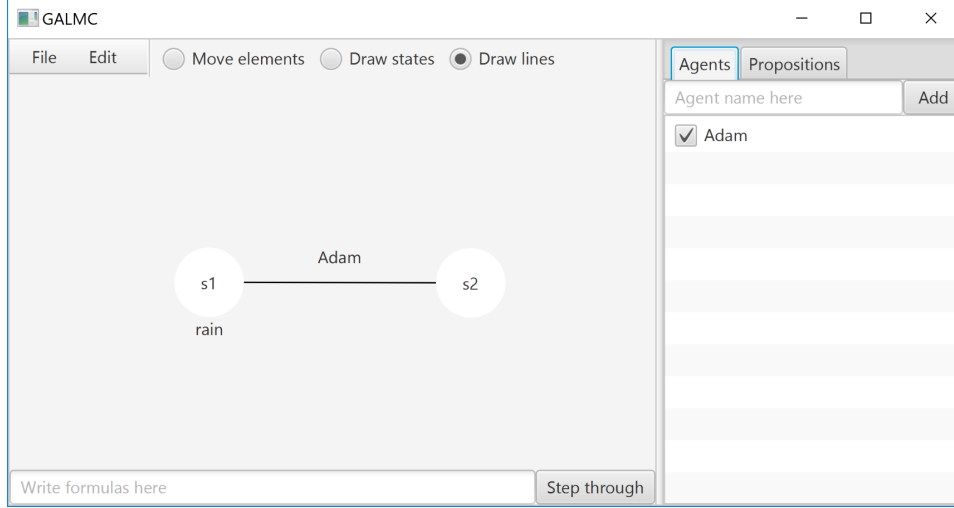 GALMC
File Edit Move elements Draw states Draw lines
Agents Propositions
Agent name here Add
Adam
Adam
s1 s2
rain
Write formulas here Step through